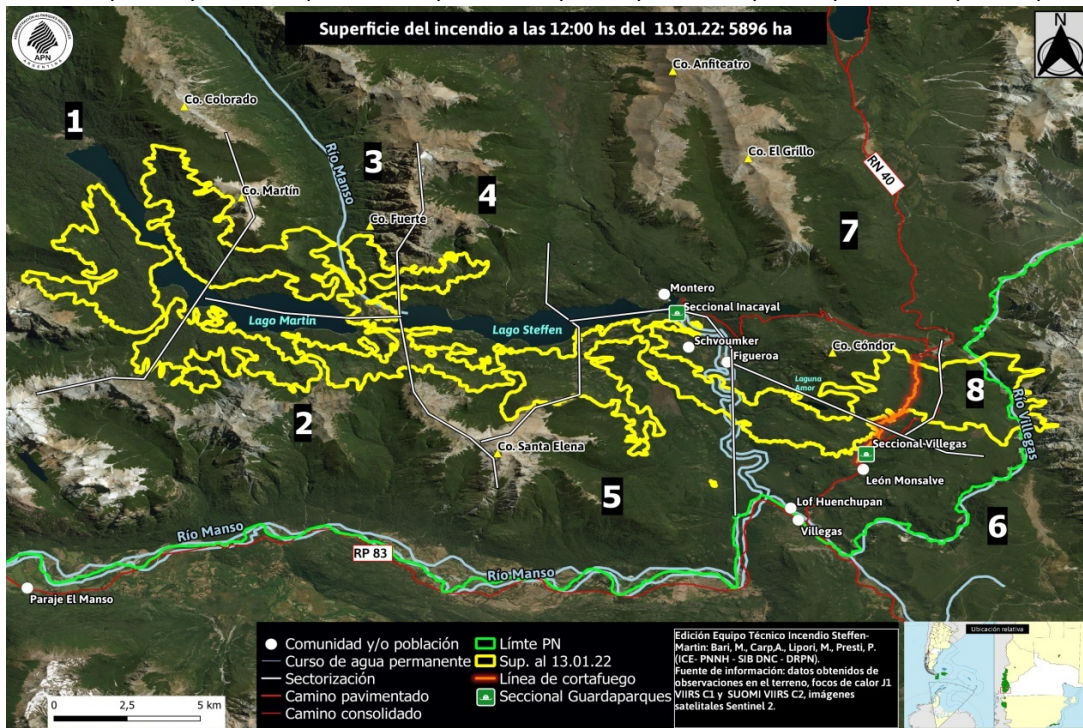 Superficie del incendio a las 12:00 hs del 13.01.22: 5896 ha
N
APN
ARGENTINA
Co. Anfiteatro
Co. Colorado
1
3
Río Manso
4
Co. El Grillo
RN 40
7
Co. Martín
Co. Fuerte
Montero
Seccional Inacayal
Lago Martín
Lago Steffen
Schvoumker
Figueroa
Co. Cóndor
Laguna Amor
8
Río Villegas
2
Co. Santa Elena
Seccional Villegas
León Monsalve
5
Lof Huenchupan
Villegas
6
Río Manso
RP 83
Río Manso
Paraje El Manso
Comunidad y/o población
Curso de agua permanente
Sectorización
Camino pavimentado
Camino consolidado
Límte PN
Sup. al 13.01.22
Línea de cortafuego
Seccional Guardaparques
0 2,5 5 km
Edición Equipo Técnico Incendio Steffen-
Martin: Bari, M., Carp,A., Lipori, M., Presti, P.
(ICE- PNNH - SIB DNC - DRPN).
Fuente de información: datos obtenidos de
observaciones en el terreno, focos de calor J1
VIIRS C1 y SUOMI VIIRS C2, imágenes
satelitales Sentinel 2.
Ubicación relativa